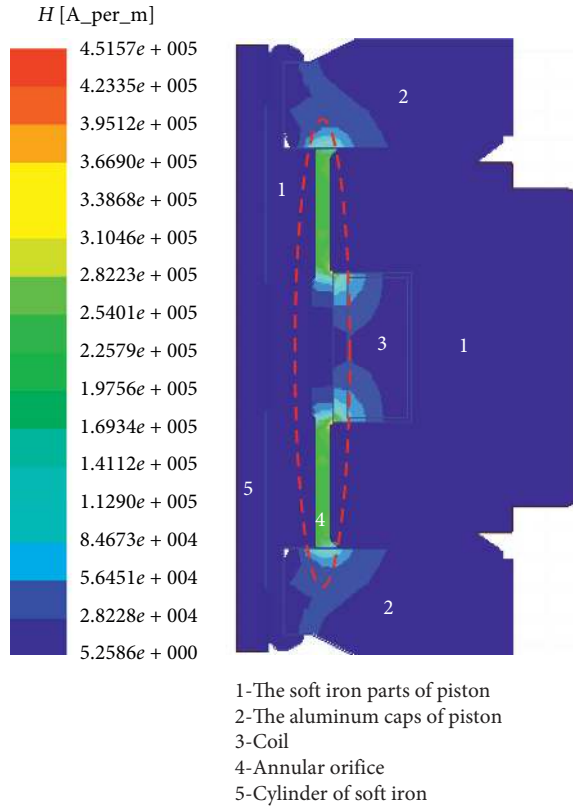 H [A_per_m]
4.5157e + 005
4.2335e + 005
3.9512e + 005
3.6690e + 005
3.3868e + 005
3.1046e + 005
2.8223e + 005
2.5401e + 005
2.2579e + 005
1.9756e + 005
1.6934e + 005
1.4112e + 005
1.1290e + 005
8.4673e + 004
5.6451e + 004
2.8228e + 004
5.2586e + 000
2
1
3
1
5
4
2
1-The soft iron parts of piston
2-The aluminum caps of piston
3-Coil
4-Annular orifice
5-Cylinder of soft iron